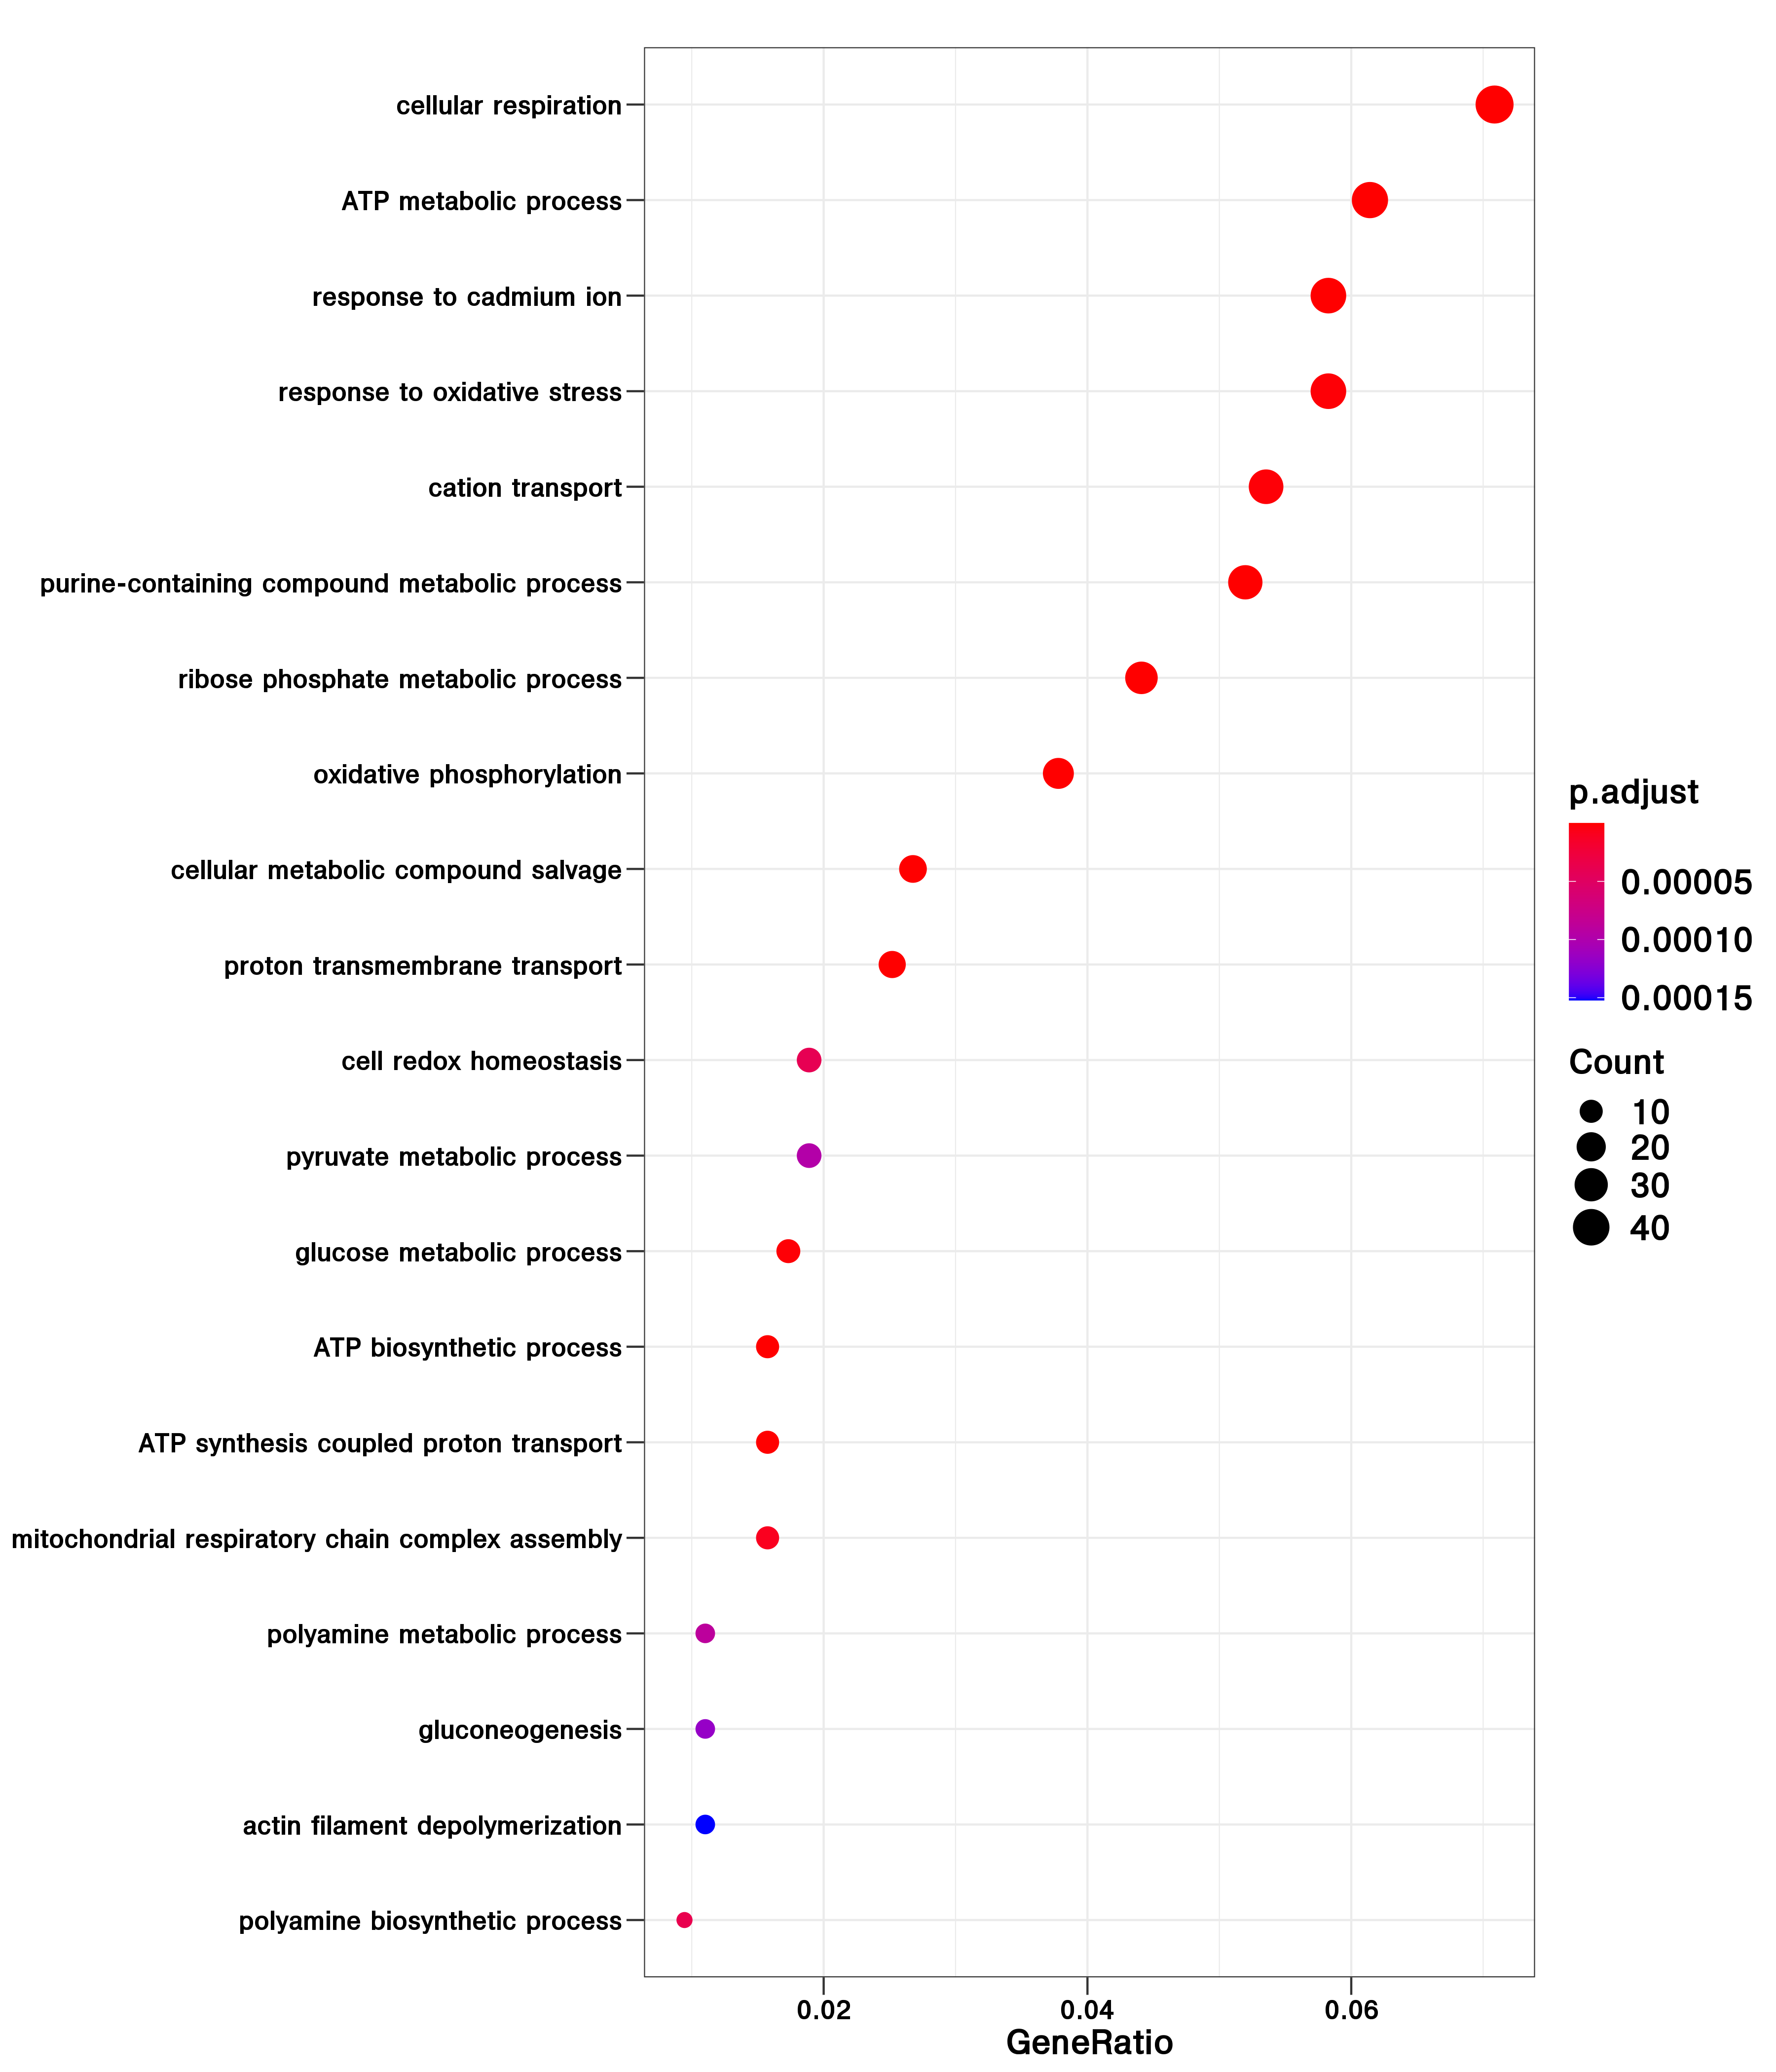 cellular respiration
ATP metabolic process
response to cadmium ion
response to oxidative stress
cation transport
purine-containing compound metabolic process
ribose phosphate metabolic process
oxidative phosphorylation
cellular metabolic compound salvage
proton transmembrane transport
cell redox homeostasis
pyruvate metabolic process
glucose metabolic process
ATP biosynthetic process
ATP synthesis coupled proton transport
mitochondrial respiratory chain complex assembly
polyamine metabolic process
gluconeogenesis
actin filament depolymerization
polyamine biosynthetic process
0.02 0.04 0.06
GeneRatio
p.adjust
0.00005
0.00010
0.00015
Count
10
20
30
40